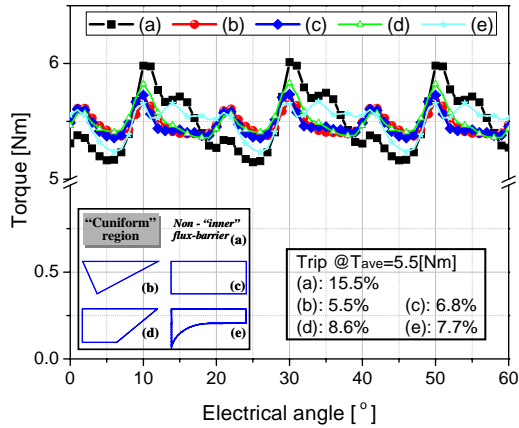 (a) (b) (c) (d) (e)
6
5
0.5
0.0
Torque [Nm]
"Cuniform" region
Non - "inner" flux-barrier
(a)
(b)
(c)
(d)
(e)
Trip @Tave=5.5[Nm]
(a): 15.5%
(b): 5.5% (c): 6.8%
(d): 8.6% (e): 7.7%
0 10 20 30 40 50 60
Electrical angle [ o ]